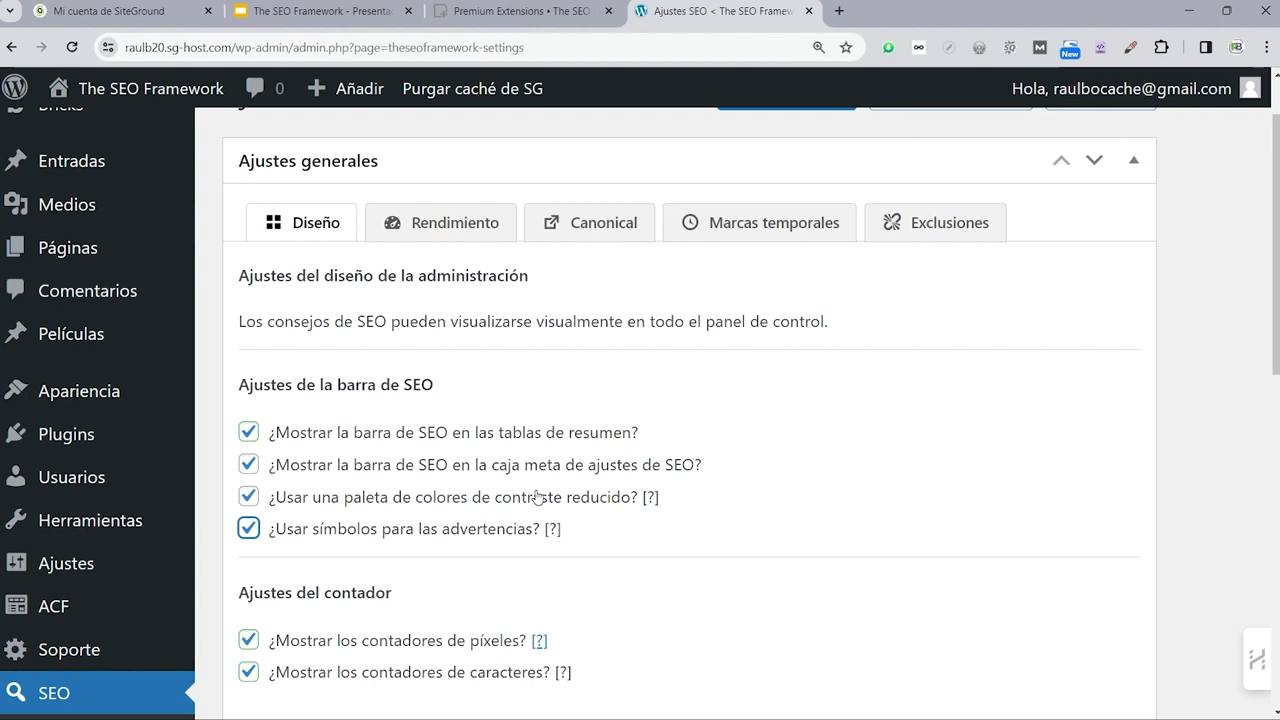 Mi cuenta de SiteGround
The SEO Framework - Presenta
Premium Extensions • The SEO
Ajustes SEO < The SEO Framew
raulb20.sg-host.com/wp-admin/admin.php?page=theseoframework-settings
New
The SEO Framework
0
Añadir
Purgar caché de SG
Hola, raulbocache@gmail.com
Bricks
Entradas
Medios
Páginas
Comentarios
Películas
Apariencia
Plugins
Usuarios
Herramientas
Ajustes
ACF
Soporte
SEO
Ajustes generales
Diseño
Rendimiento
Canonical
Marcas temporales
Exclusiones
Ajustes del diseño de la administración
Los consejos de SEO pueden visualizarse visualmente en todo el panel de control.
Ajustes de la barra de SEO
¿Mostrar la barra de SEO en las tablas de resumen?
¿Mostrar la barra de SEO en la caja meta de ajustes de SEO?
¿Usar una paleta de colores de contraste reducido? [?]
¿Usar símbolos para las advertencias? [?]
Ajustes del contador
¿Mostrar los contadores de píxeles? [?]
¿Mostrar los contadores de caracteres? [?]